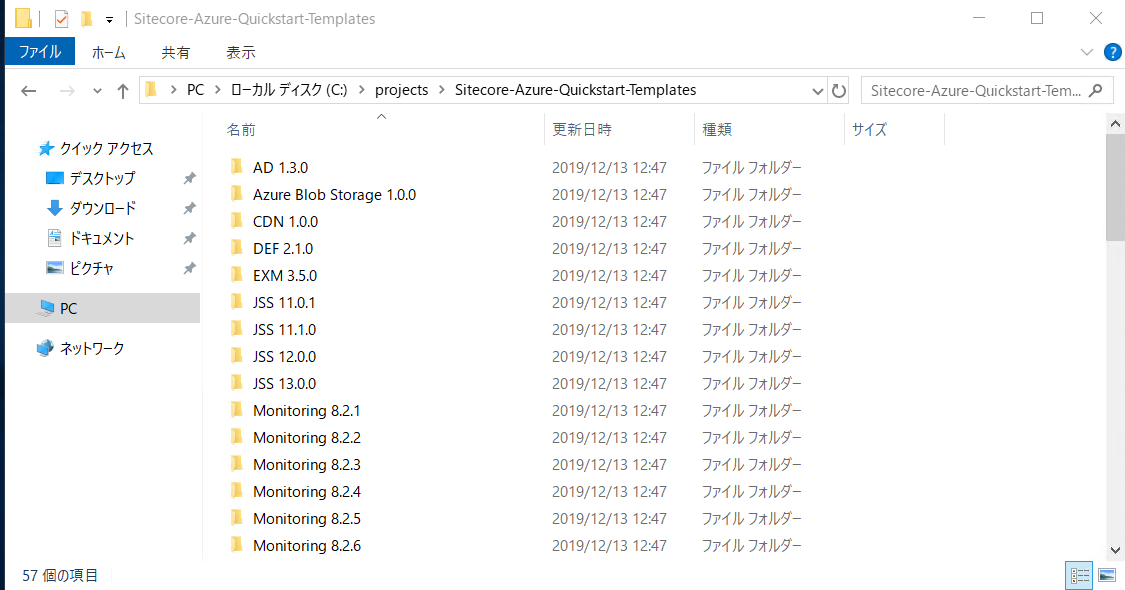 Sitecore-Azure-Quickstart-Templates
ファイル ホーム 共有 表示
PC ローカル ディスク (C:) projects Sitecore-Azure-Quickstart-Templates
Sitecore-Azure-Quickstart-Tem...
クイック アクセス
デスクトップ
ダウンロード
ドキュメント
ピクチャ
PC
ネットワーク
名前 更新日時 種類 サイズ
AD 1.3.0 2019/12/13 12:47 ファイル フォルダー
Azure Blob Storage 1.0.0 2019/12/13 12:47 ファイル フォルダー
CDN 1.0.0 2019/12/13 12:47 ファイル フォルダー
DEF 2.1.0 2019/12/13 12:47 ファイル フォルダー
EXM 3.5.0 2019/12/13 12:47 ファイル フォルダー
JSS 11.0.1 2019/12/13 12:47 ファイル フォルダー
JSS 11.1.0 2019/12/13 12:47 ファイル フォルダー
JSS 12.0.0 2019/12/13 12:47 ファイル フォルダー
JSS 13.0.0 2019/12/13 12:47 ファイル フォルダー
Monitoring 8.2.1 2019/12/13 12:47 ファイル フォルダー
Monitoring 8.2.2 2019/12/13 12:47 ファイル フォルダー
Monitoring 8.2.3 2019/12/13 12:47 ファイル フォルダー
Monitoring 8.2.4 2019/12/13 12:47 ファイル フォルダー
Monitoring 8.2.5 2019/12/13 12:47 ファイル フォルダー
Monitoring 8.2.6 2019/12/13 12:47 ファイル フォルダー
57 個の項目